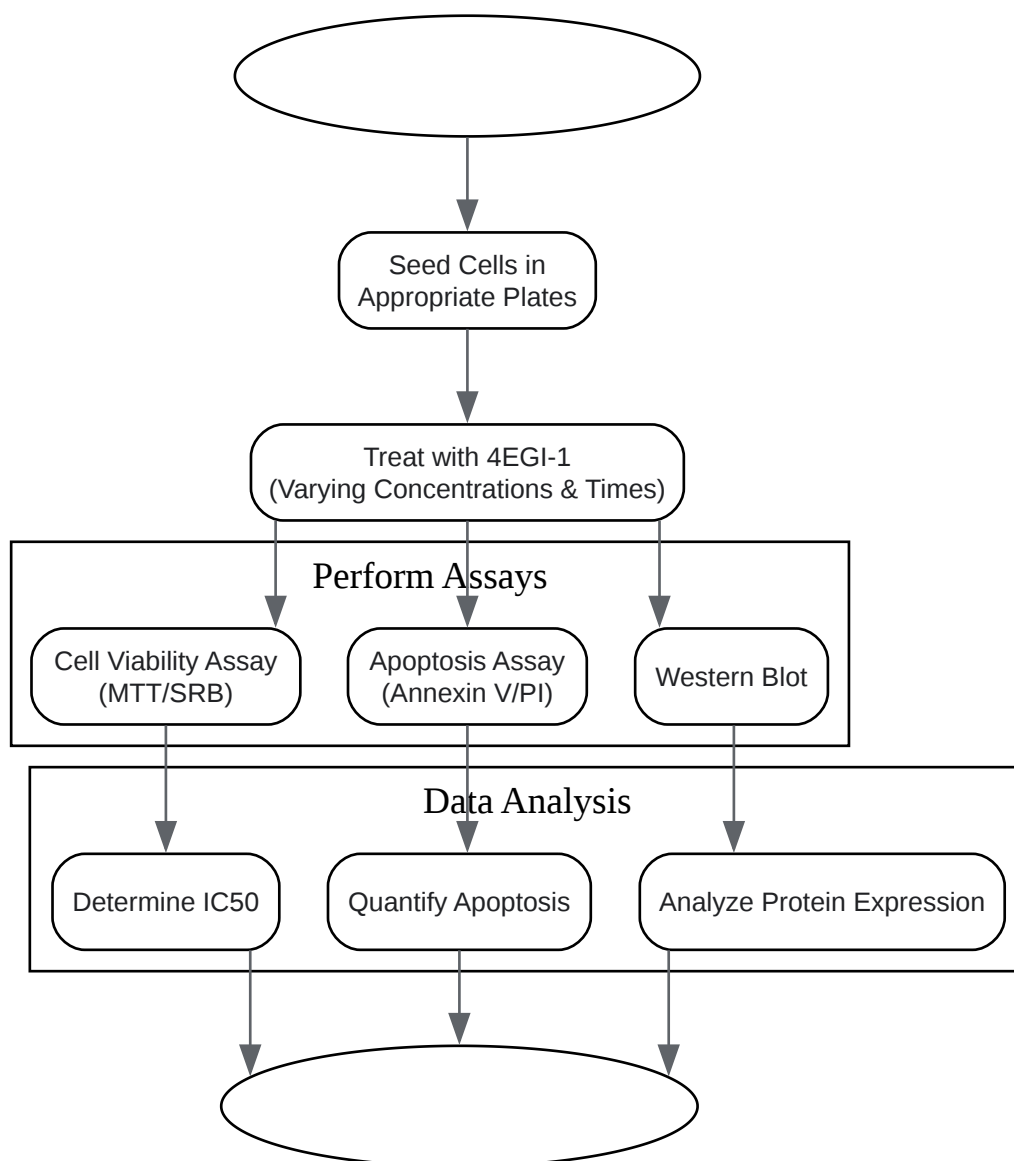 Seed Cells in
Appropriate Plates
Treat with 4EGI-1
(Varying Concentrations & Times)
Perform Assays
Cell Viability Assay
(MTT/SRB)
Apoptosis Assay
(Annexin V/PI)
Western Blot
Data Analysis
Determine IC50
Quantify Apoptosis
Analyze Protein Expression